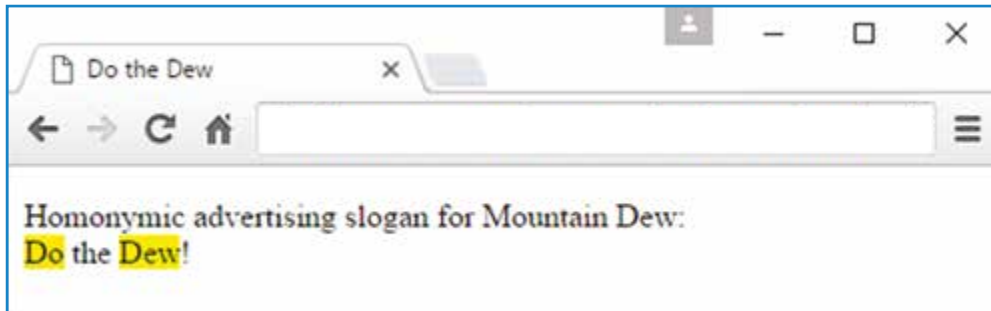 Do the Dew
Homonymic advertising slogan for Mountain Dew:
Do the Dew!